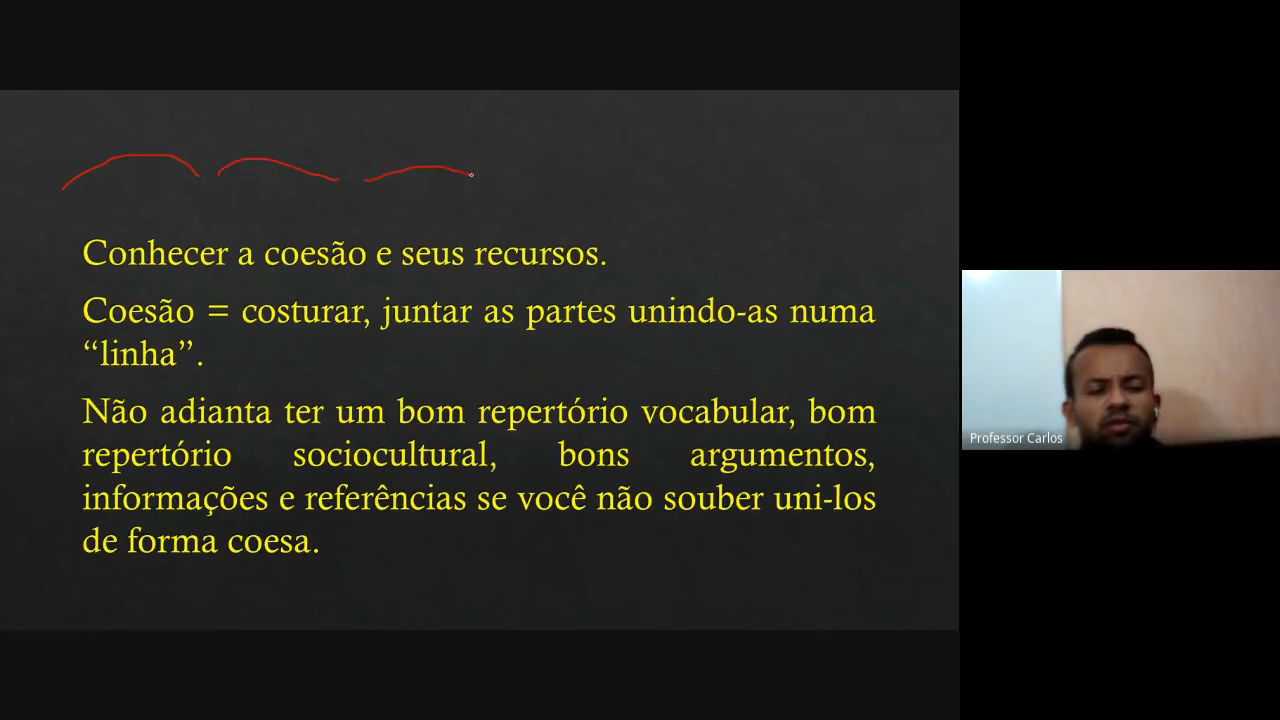 Conhecer a coesão e seus recursos.
Coesão = costurar, juntar as partes unindo-as numa
“linha”.
Não adianta ter um bom repertório vocabular, bom
repertório sociocultural, bons argumentos,
informações e referências se você não souber uni-los
de forma coesa.
Professor Carlos